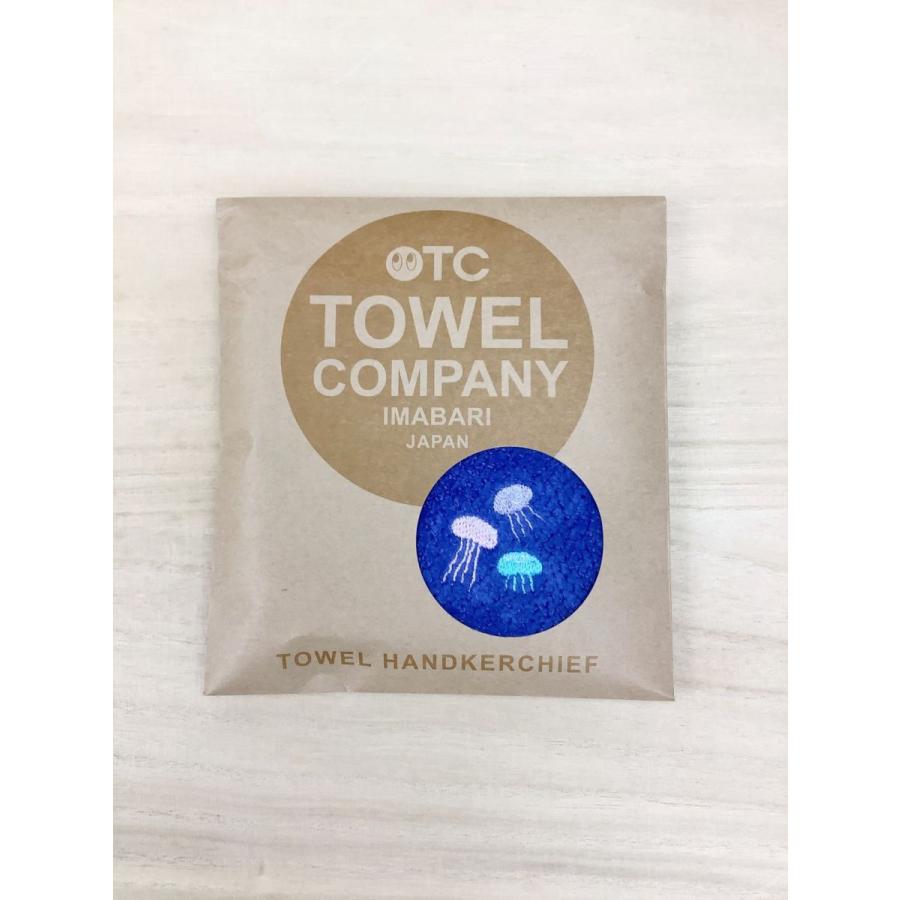 OTC
TOWEL
COMPANY
IMABARI
JAPAN
TOWEL HANDKERCHIEF